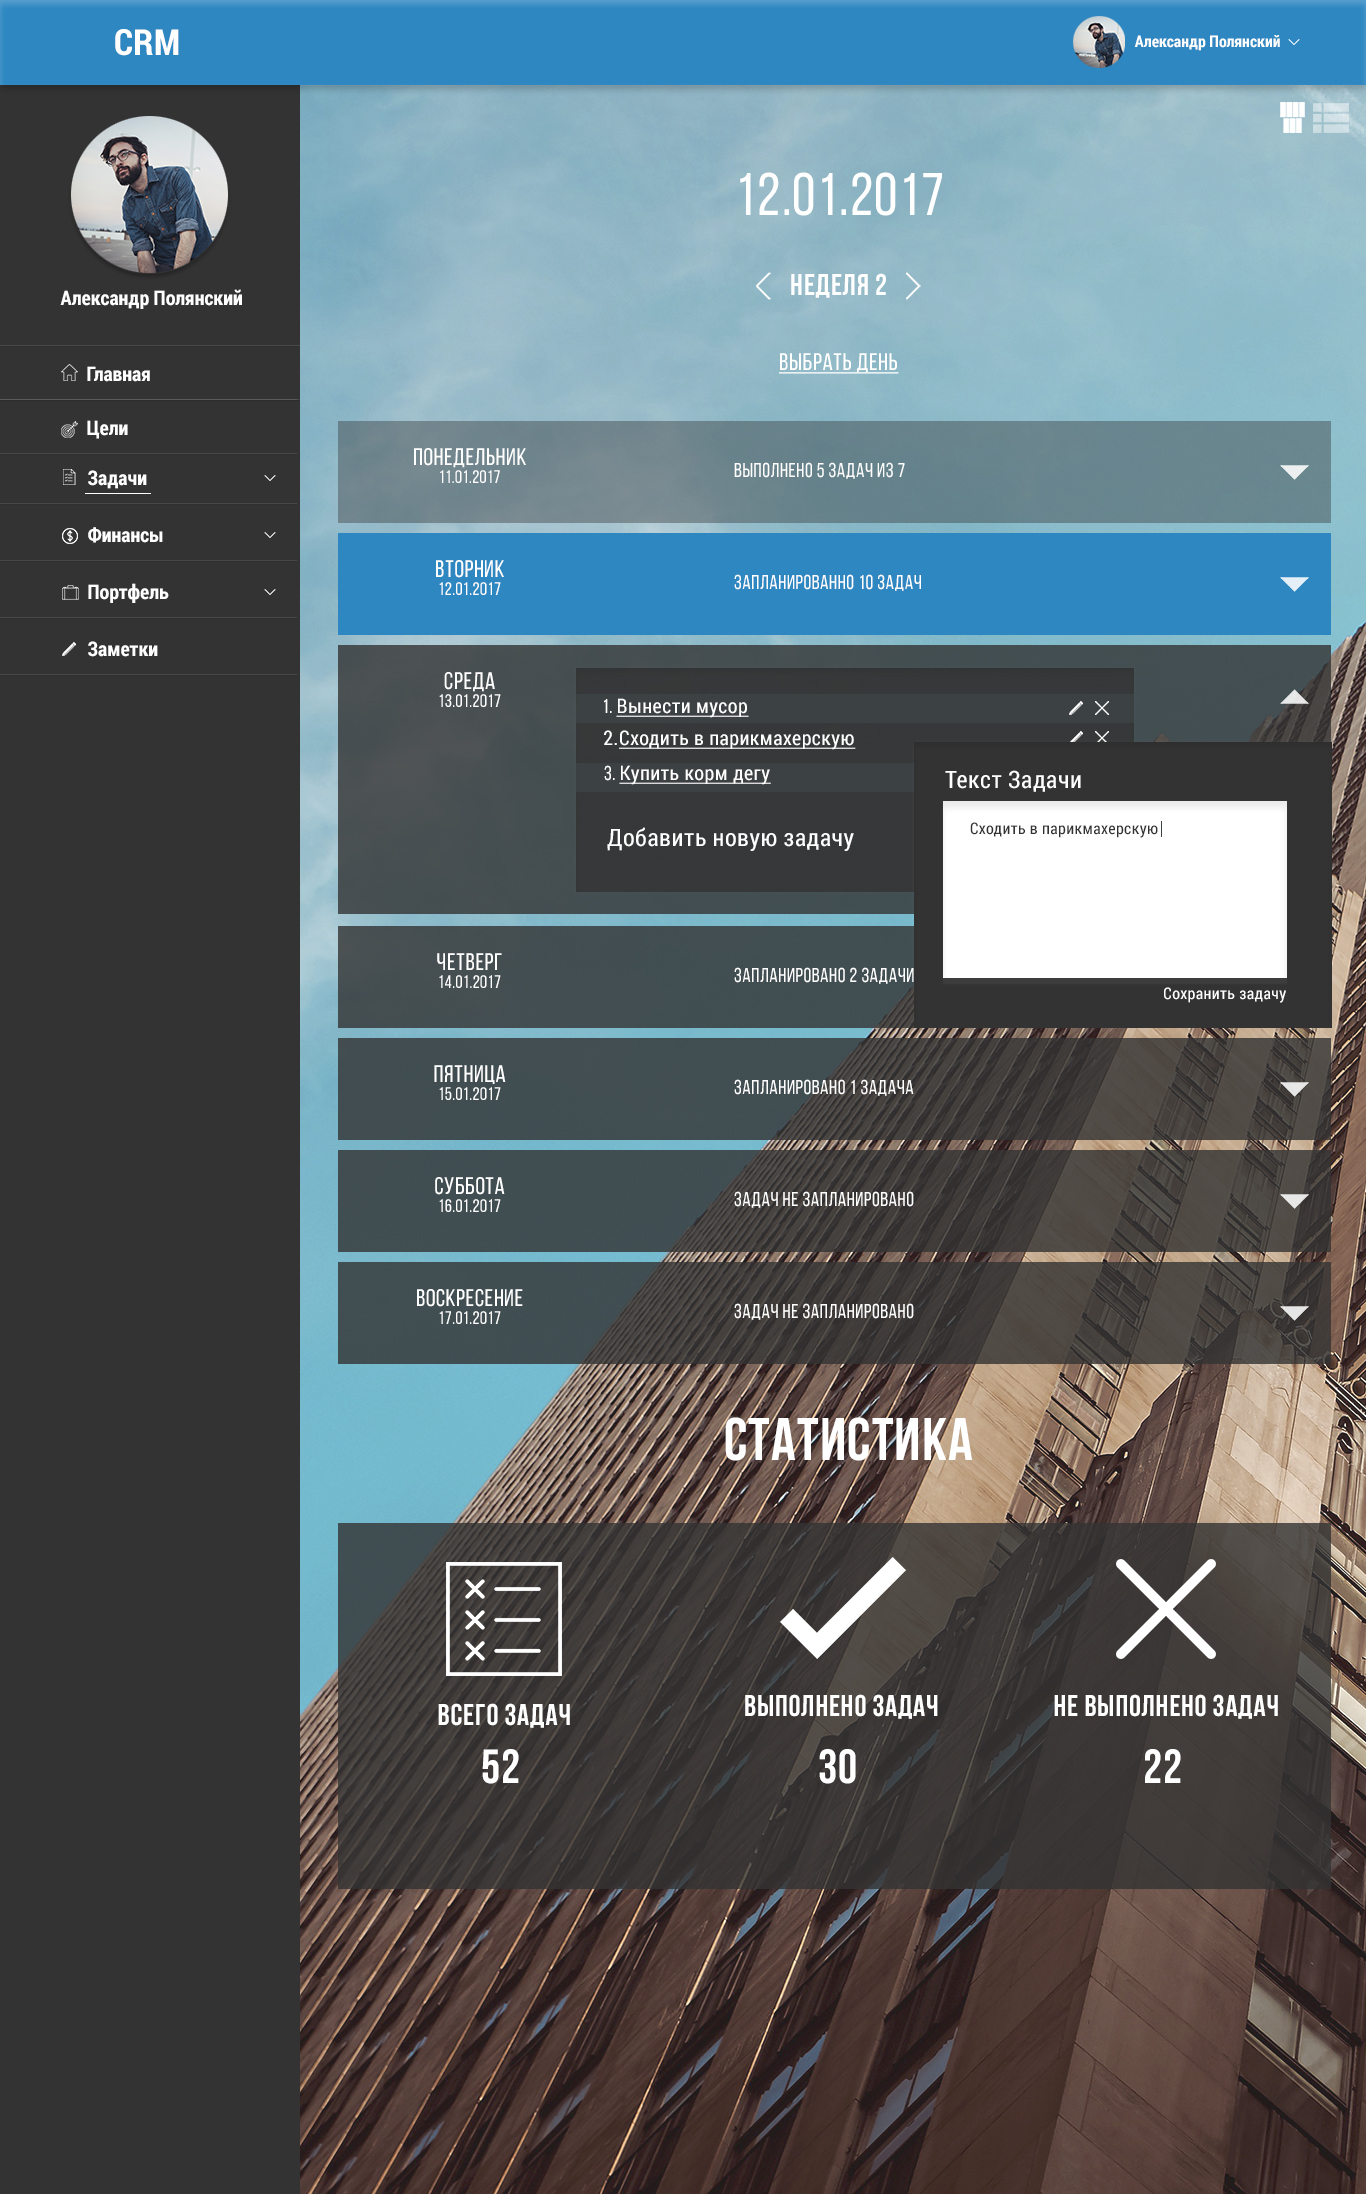 CRM
Александр Полянский
Александр Полянский
Главная
Цели
Задачи
Финансы
Портфель
Заметки
12.01.2017
НЕДЕЛЯ 2
ВЫБРАТЬ ДЕНЬ
ПОНЕДЕЛЬНИК
11.01.2017
ВЫПОЛНЕНО 5 ЗАДАЧ ИЗ 7
ВТОРНИК
12.01.2017
ЗАПЛАНИРОВАННО 10 ЗАДАЧ
СРЕДА
13.01.2017
1. Вынести мусор
2.Сходить в парикмахерскую
3. Купить корм дегу
Добавить новую задачу
Текст Задачи
Сходить в парикмахерскую
Сохранить задачу
ЧЕТВЕРГ
14.01.2017
ЗАПЛАНИРОВАНО 2 ЗАДАЧИ
ПЯТНИЦА
15.01.2017
ЗАПЛАНИРОВАНО 1 ЗАДАЧА
СУББОТА
16.01.2017
ЗАДАЧ НЕ ЗАПЛАНИРОВАНО
ВОСКРЕСЕНИЕ
17.01.2017
ЗАДАЧ НЕ ЗАПЛАНИРОВАНО
СТАТИСТИКА
ВСЕГО ЗАДАЧ
52
ВЫПОЛНЕНО ЗАДАЧ
30
НЕ ВЫПОЛНЕНО ЗАДАЧ
22